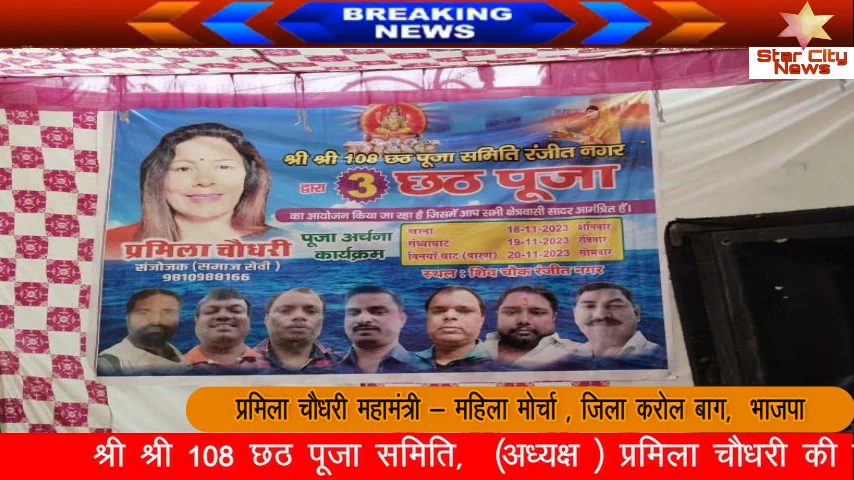 BREAKING
NEWS
Star City
News
श्री श्री 108 छठ पूजा समिति रंजीत नगर
द्वारा 3 छठ पूजा
का आयोजन किया जा रहा है जिसमें आप सभी क्षेत्रवासी सादर आमंत्रित हैं।
प्रमिला चौधरी
संजोजक (समाज सेवी)
9810988166
पूजा अर्चना
कार्यक्रम
खरना 18-11-2023 शनिवार
संध्याघाट 19-11-2023 रविवार
विनयां घाट (पारण) 20-11-2023 सोमवार
स्थल : शिव चौक रंजीत नगर
प्रमिला चौधरी महामंत्री – महिला मोर्चा , जिला करोल बाग, भाजपा
श्री श्री 108 छठ पूजा समिति, (अध्यक्ष ) प्रमिला चौधरी की